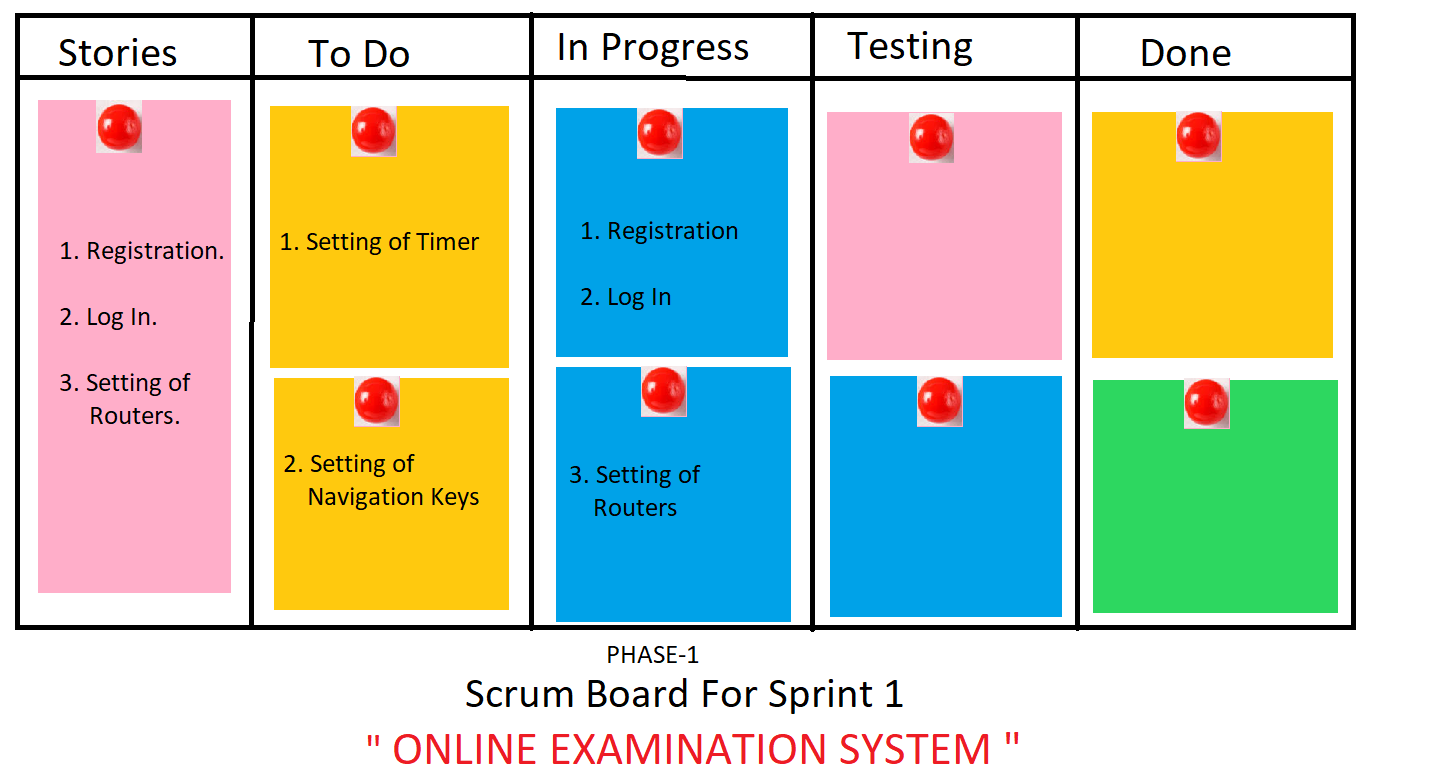 Stories
To Do
In Progress
Testing
Done
1. Registration.
2. Log In.
3. Setting of
Routers.
1. Setting of Timer
2. Setting of
Navigation Keys
1. Registration
2. Log In
3. Setting of
Routers
PHASE-1
Scrum Board For Sprint 1
" ONLINE EXAMINATION SYSTEM "